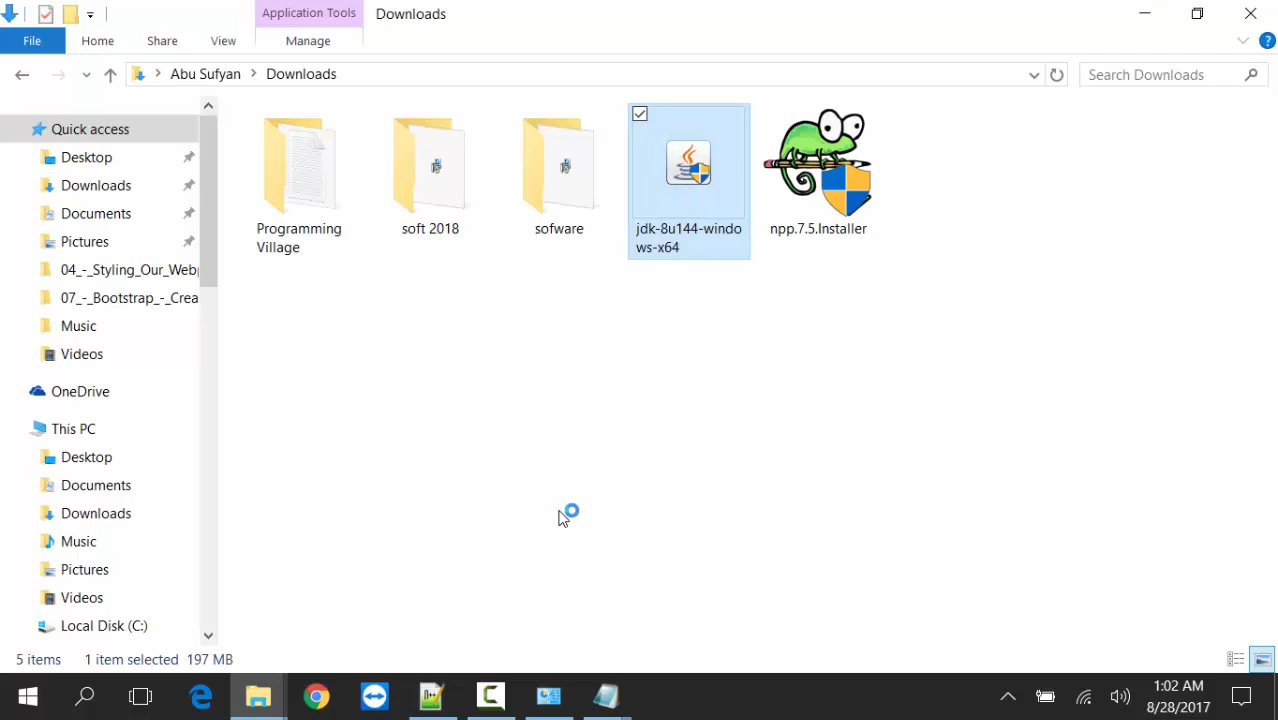 Application Tools
Downloads
File
Home
Share
View
Manage
Abu Sufyan
Downloads
Search Downloads
Quick access
Desktop
Downloads
Documents
Pictures
04_-_Styling_Our_Webp
07_-_Bootstrap_-_Crea
Music
Videos
OneDrive
This PC
Desktop
Documents
Downloads
Music
Pictures
Videos
Local Disk (C:)
Programming
Village
soft 2018
sofware
jdk-8u144-windo
ws-x64
npp.7.5.Installer
5 items
1 item selected
197 MB
1:02 AM
8/28/2017